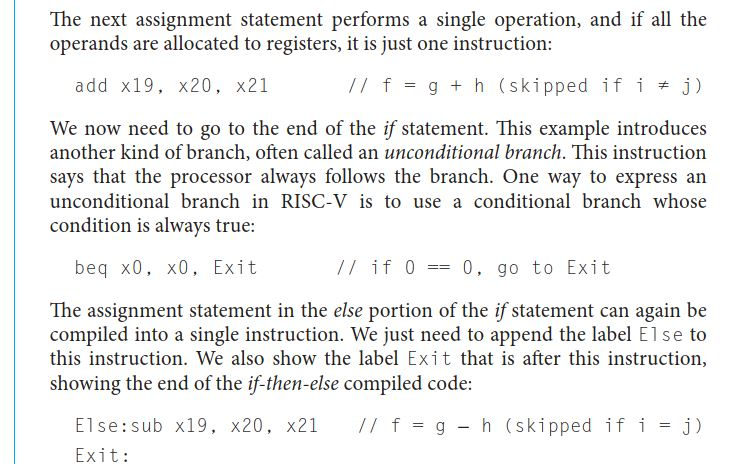 The next assignment statement performs a single operation, and if all the
operands are allocated to registers, it is just one instruction:
add x19, x20, x21 // f = g + h (skipped if i ≠ j)
We now need to go to the end of the if statement. This example introduces
another kind of branch, often called an unconditional branch. This instruction
says that the processor always follows the branch. One way to express an
unconditional branch in RISC-V is to use a conditional branch whose
condition is always true:
beq x0, x0, Exit // if 0 == 0, go to Exit
The assignment statement in the else portion of the if statement can again be
compiled into a single instruction. We just need to append the label Else to
this instruction. We also show the label Exit that is after this instruction,
showing the end of the if-then-else compiled code:
Else:sub x19, x20, x21 // f = g − h (skipped if i = j)
Exit: